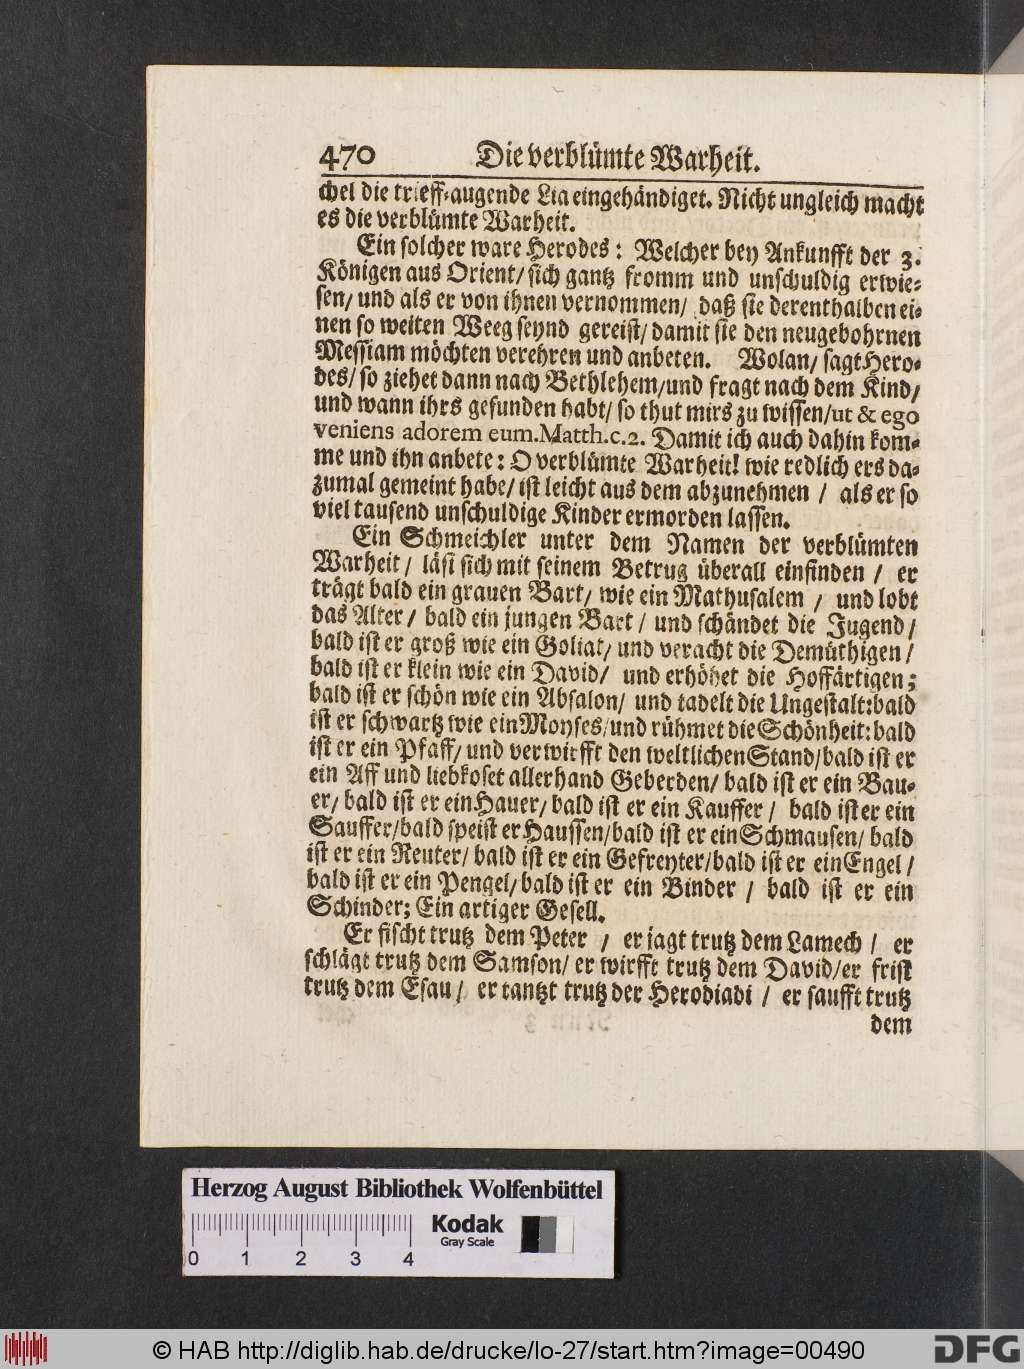 470 Die verblümte Warheit.
chel die trieff-augende Lia eingehändiget. Nicht ungleich macht
es die verblümte Warheit.
Ein solcher ware Herodes: Welcher bey Ankunfft der 3.
Königen aus Orient/ sich gantz fromm und unschuldig erwie-
sen/ und als er von ihnen vernommen/ daß sie derenthalben ei-
nen so weiten Weeg seynd gereist/ damit sie den neugebohrnen
Messiam möchten verehren und anbeten. Wolan/ sagt Hero-
des/ so ziehet dann nach Bethlehem/und fragt nach dem Kind/
und wann ihrs gefunden habt/ so thut mirs zu wissen/ut & ego
veniens adorem eum.Matth.c.2. Damit ich auch dahin kom-
me und ihn anbete: O verblümte Warheit! wie redlich ers da-
zumal gemeint habe/ ist leicht aus dem abzunehmen / als er so
viel tausend unschuldige Kinder ermorden lassen.
Ein Schmeichler unter dem Namen der verblümten
Warheit / läst sich mit seinem Betrug überall einfinden / er
trägt bald ein grauen Bart/ wie ein Mathusalem / und lobt
das Alter / bald ein jungen Bart / und schändet die Jugend /
bald ist er groß wie ein Goliat/ und veracht die Demüthigen /
bald ist er klein wie ein David/ und erhöhet die Hoffärtigen;
bald ist er schön wie ein Absalon/ und tadelt die Ungestalt:bald
ist er schwartz wie ein Moyses/und rühmet die Schönheit: bald
ist er ein Pfaff/ und verwirfft den weltlichen Stand/bald ist er
ein Aff und liebkoset allerhand Geberden/ bald ist er ein Bau-
er/ bald ist er ein Hauer/ bald ist er ein Kauffer / bald ist er ein
Sauffer/bald speist er Haussen/bald ist er ein Schmausen/ bald
ist er ein Reuter/ bald ist er ein Gefreyter/bald ist er ein Engel /
bald ist er ein Pengel/bald ist er ein Binder / bald ist er ein
Schinder; Ein artiger Gesell.
Er fischt trutz dem Peter / er jagt trutz dem Lamech / er
schlägt trutz dem Samson/ er wirfft trutz dem David/er frist
trutz dem Esau / er tantzt trutz der Herodiadi / er saufft trutz
dem
Herzog August Bibliothek Wolfenbüttel
Kodak
Gray Scale
0 1 2 3 4
© HAB http://diglib.hab.de/drucke/lo-27/start.htm?image=00490
DFG